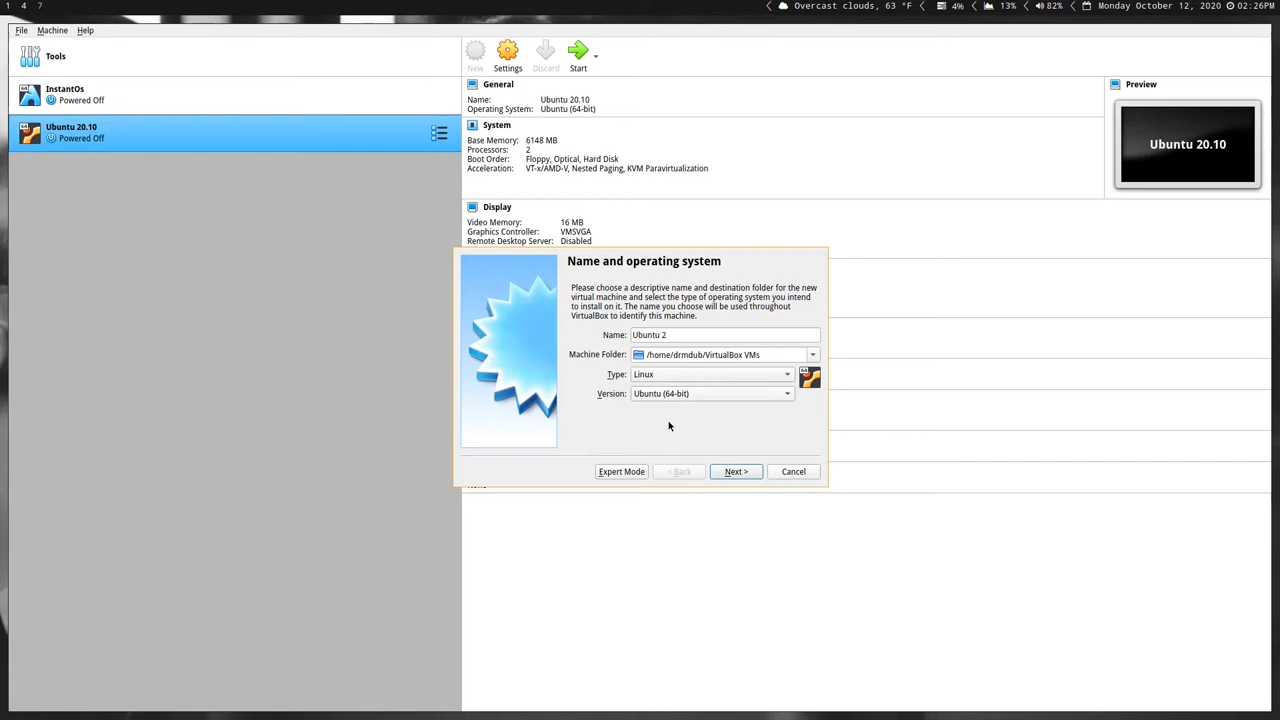 1 4 7
Overcast clouds, 63 °F 4% 13% 82% Monday October 12, 2020 02:26PM
File Machine Help
Tools
New Settings Discard Start
InstantOs
Powered Off
Ubuntu 20.10
Powered Off
General
Name: Ubuntu 20.10
Operating System: Ubuntu (64-bit)
System
Base Memory: 6148 MB
Processors: 2
Boot Order: Floppy, Optical, Hard Disk
Acceleration: VT-x/AMD-V, Nested Paging, KVM Paravirtualization
Display
Video Memory: 16 MB
Graphics Controller: VMSVGA
Remote Desktop Server: Disabled
Preview
Ubuntu 20.10
Name and operating system
Please choose a descriptive name and destination folder for the new
virtual machine and select the type of operating system you intend
to install on it. The name you choose will be used throughout
VirtualBox to identify this machine.
Name: Ubuntu 2
Machine Folder: /home/drmdub/VirtualBox VMs
Type: Linux
Version: Ubuntu (64-bit)
Expert Mode < Back Next > Cancel